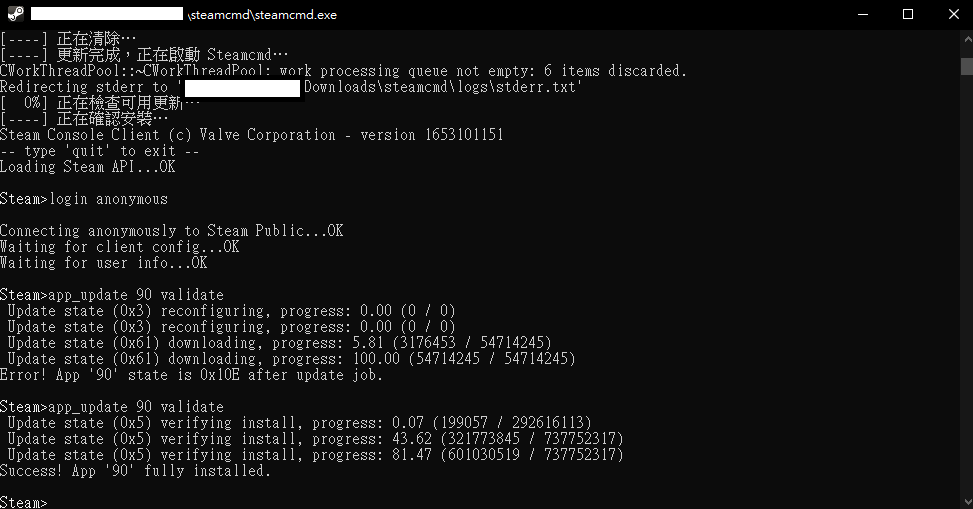 \steamcmd\steamcmd.exe
[----] 正在清除…
[----] 更新完成，正在啟動 Steamcmd…
CWorkThreadPool::~CWorkThreadPool: work processing queue not empty: 6 items discarded.
Redirecting stderr to ' Downloads\steamcmd\logs\stderr.txt'
[  0%] 正在檢查可用更新…
[----] 正在確認安裝…
Steam Console Client (c) Valve Corporation - version 1653101151
-- type 'quit' to exit --
Loading Steam API...OK
Steam>login anonymous
Connecting anonymously to Steam Public...OK
Waiting for client config...OK
Waiting for user info...OK
Steam>app_update 90 validate
Update state (0x3) reconfiguring, progress: 0.00 (0 / 0)
Update state (0x3) reconfiguring, progress: 0.00 (0 / 0)
Update state (0x61) downloading, progress: 5.81 (3176453 / 54714245)
Update state (0x61) downloading, progress: 100.00 (54714245 / 54714245)
Error! App '90' state is 0x10E after update job.
Steam>app_update 90 validate
Update state (0x5) verifying install, progress: 0.07 (199057 / 292616113)
Update state (0x5) verifying install, progress: 43.62 (321773845 / 737752317)
Update state (0x5) verifying install, progress: 81.47 (601030519 / 737752317)
Success! App '90' fully installed.
Steam>